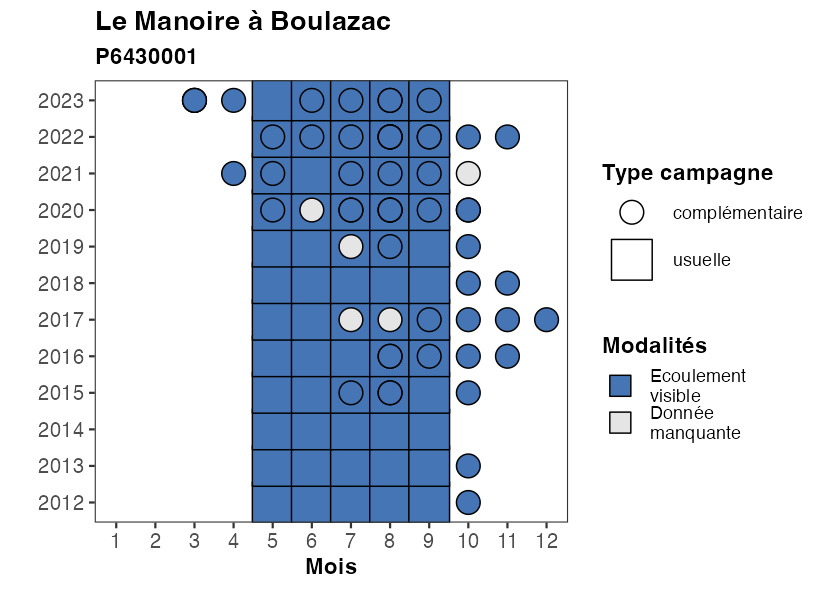 Le Manoire à Boulazac
P6430001
2023
2022
2021
2020
2019
2018
2017
2016
2015
2014
2013
2012
1 2 3 4 5 6 7 8 9 10 11 12
Mois
Type campagne
complémentaire
usuelle
Modalités
Ecoulement
visible
Donnée
manquante